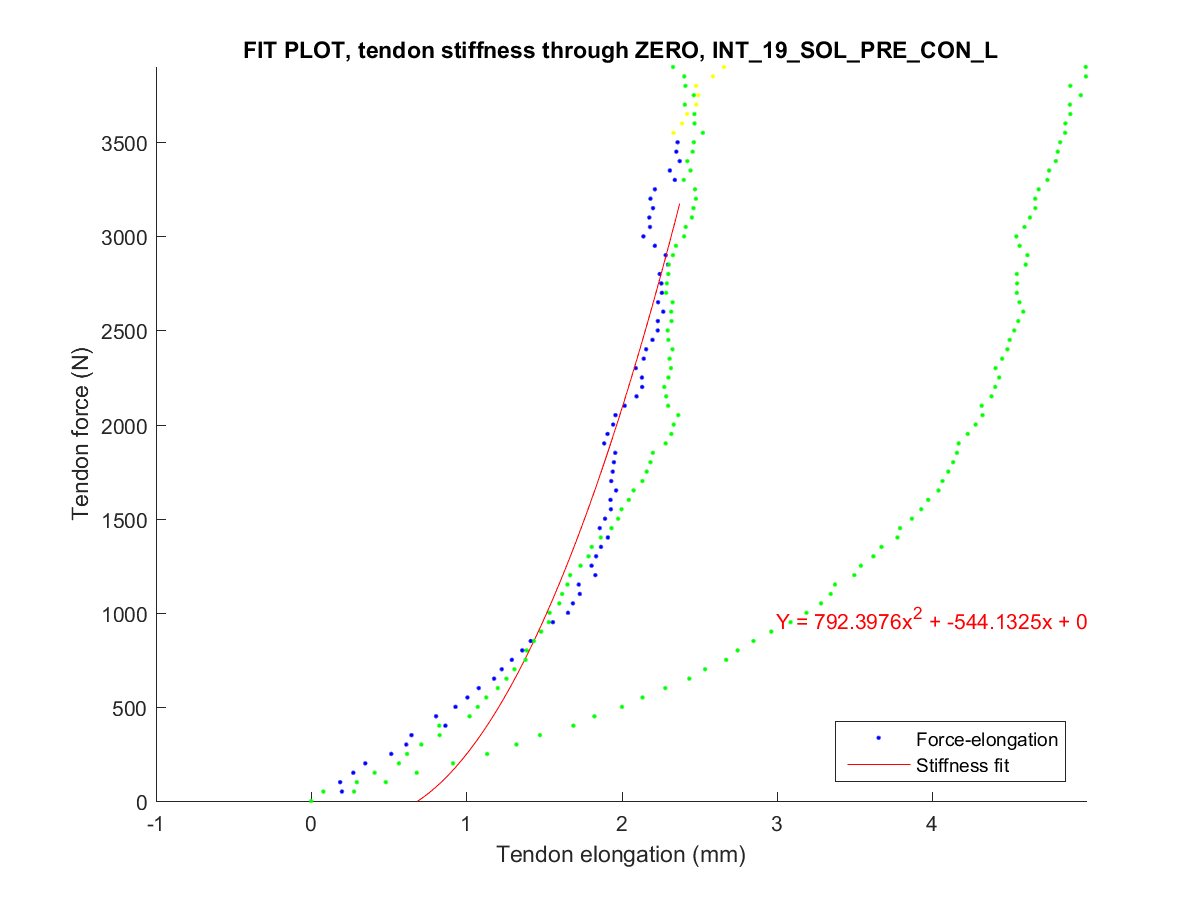 FIT PLOT, tendon stiffness through ZERO, INT_19_SOL_PRE_CON_L
Tendon force (N)
3500
3000
2500
2000
1500
1000
500
0
Y = 792.3976x² + -544.1325x + 0
Force-elongation
Stiffness fit
-1 0 1 2 3 4
Tendon elongation (mm)